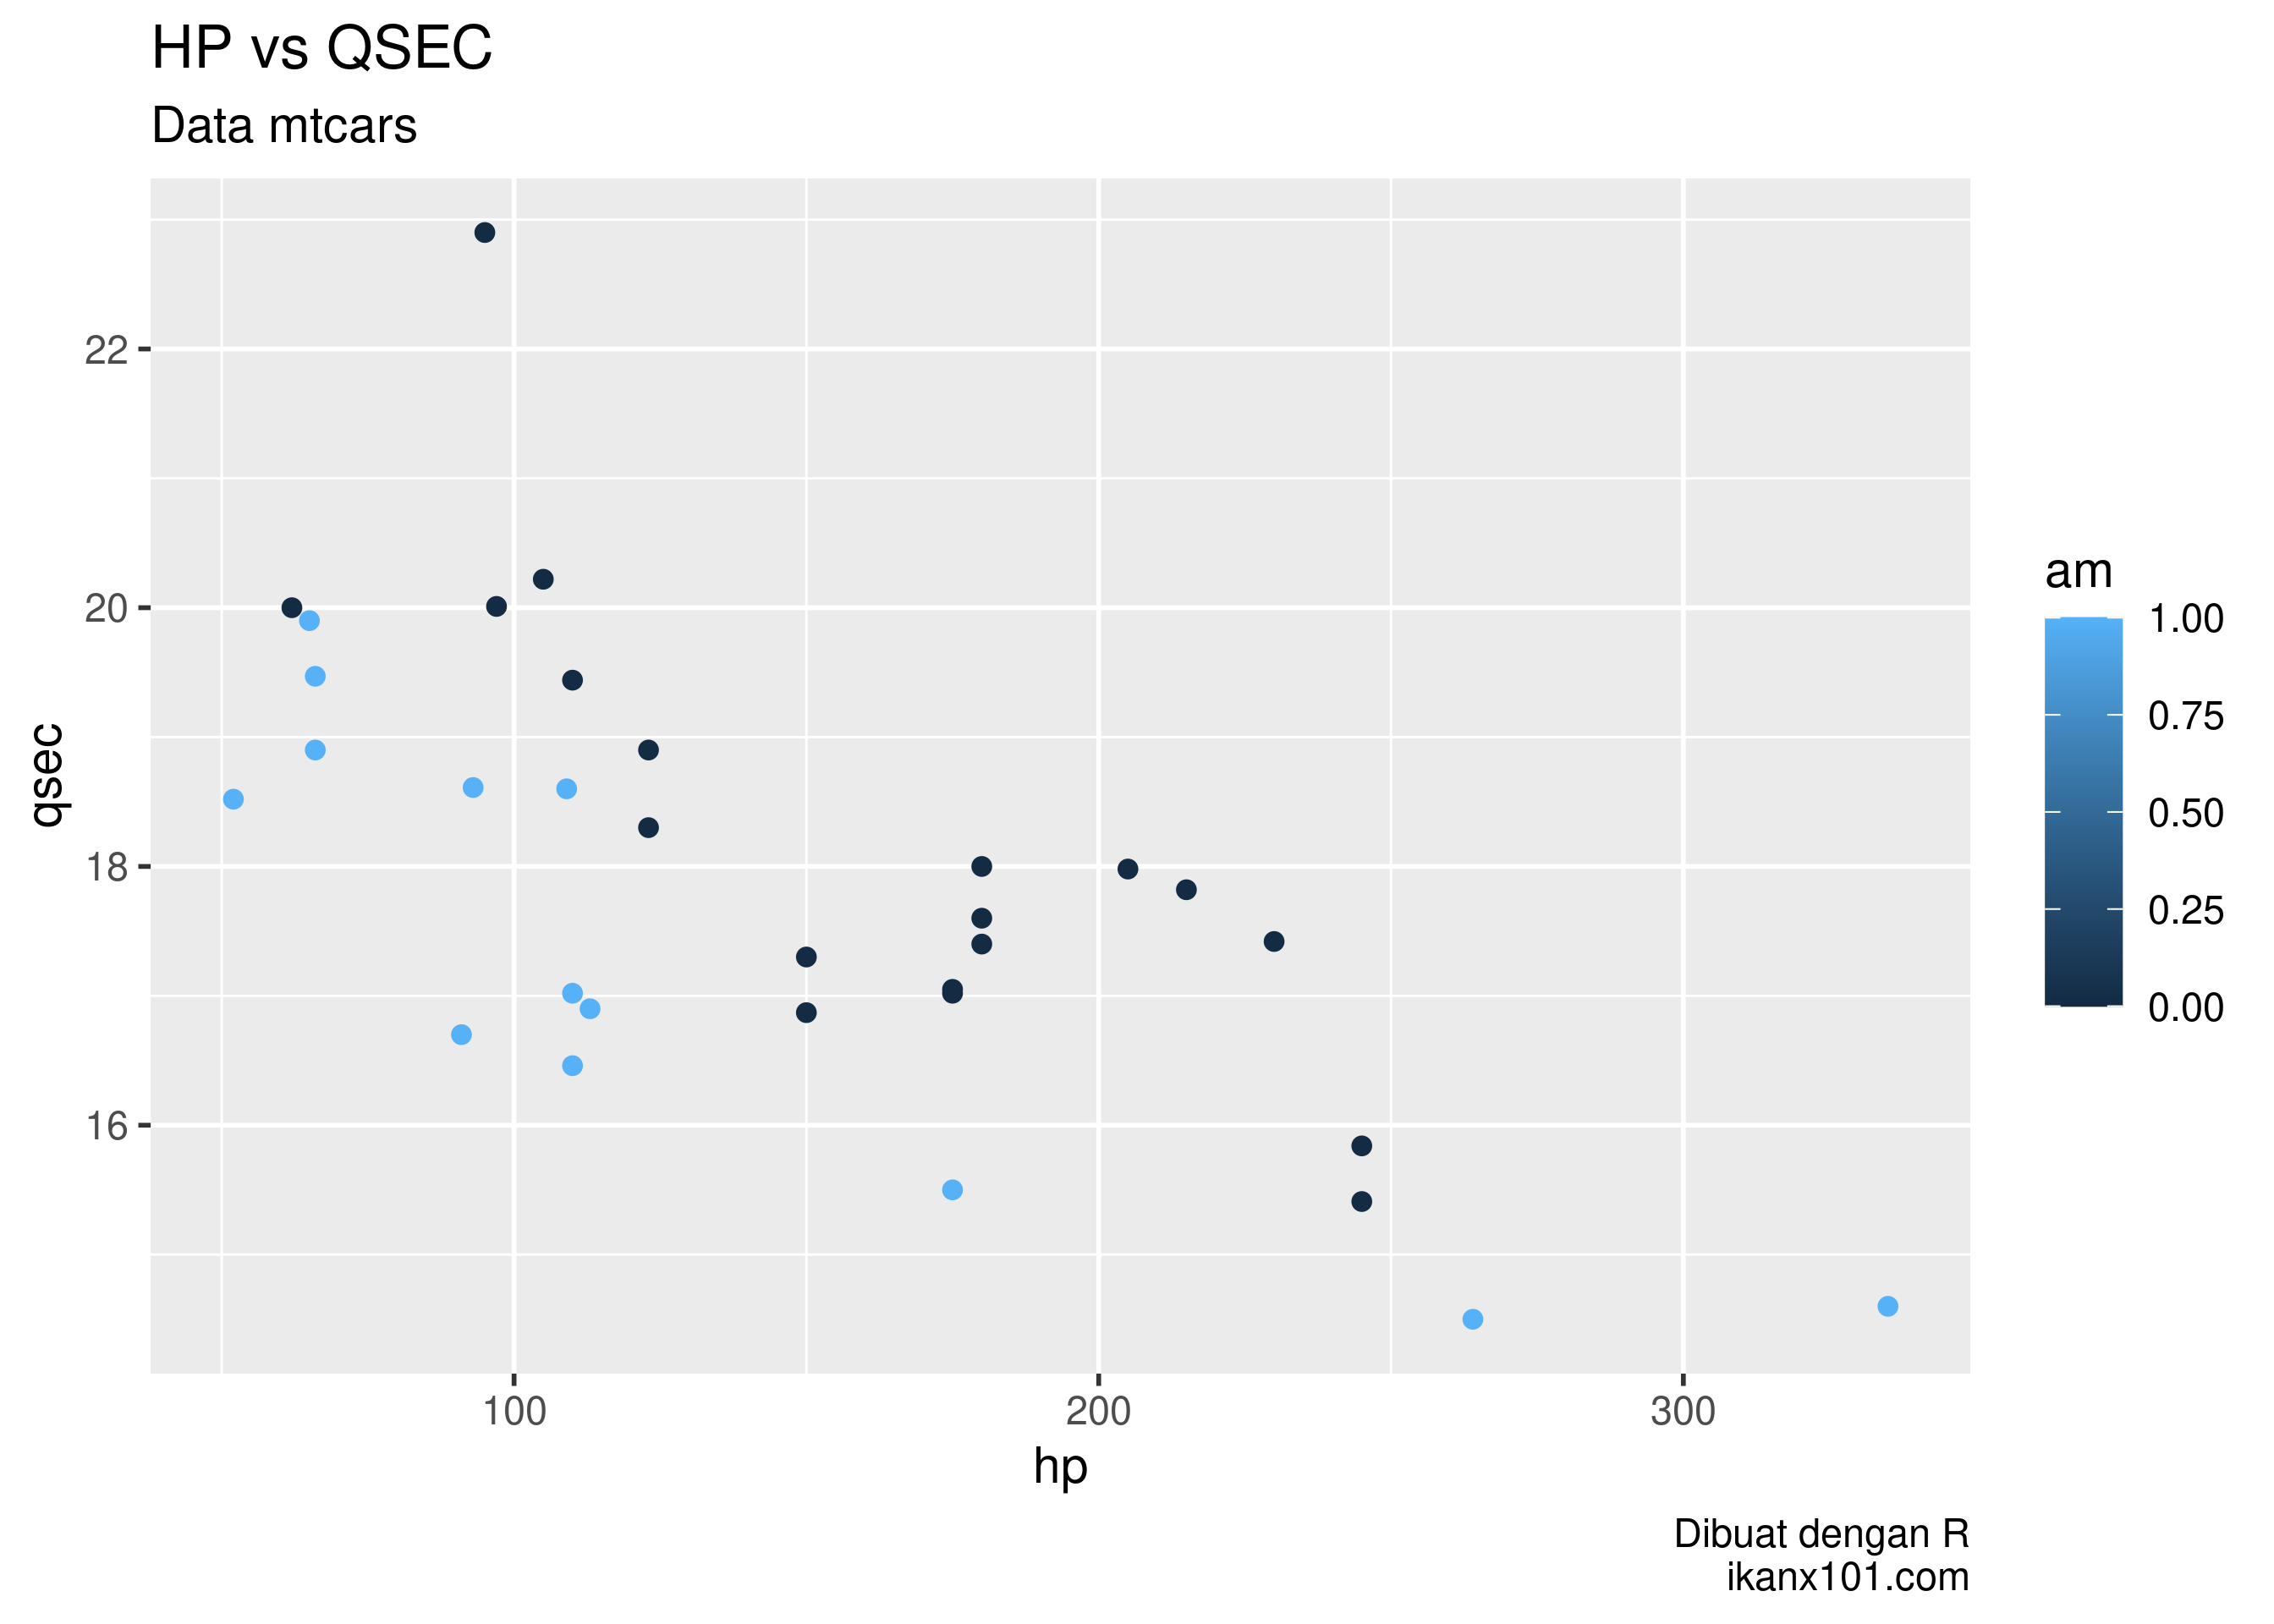 HP vs QSEC
Data mtcars
22
20
18
16
qsec
100
200
300
hp
am
1.00
0.75
0.50
0.25
0.00
Dibuat dengan R
ikanx101.com